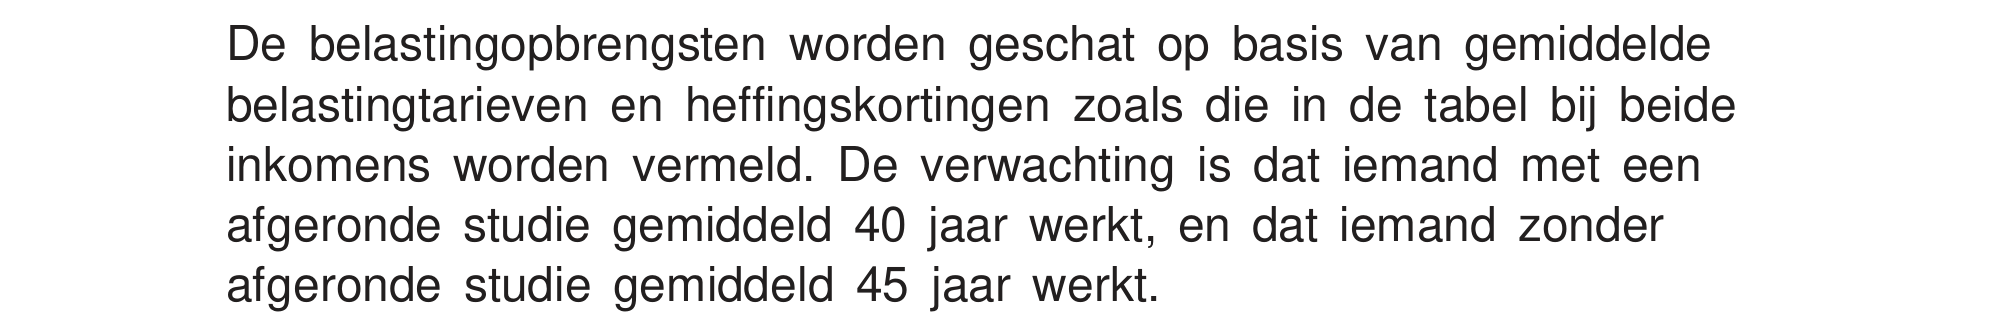 De belastingopbrengsten worden geschat op basis van gemiddelde
belastingtarieven en heffingskortingen zoals die in de tabel bij beide
inkomens worden vermeld. De verwachting is dat iemand met een
afgeronde studie gemiddeld 40 jaar werkt, en dat iemand zonder
afgeronde studie gemiddeld 45 jaar werkt.